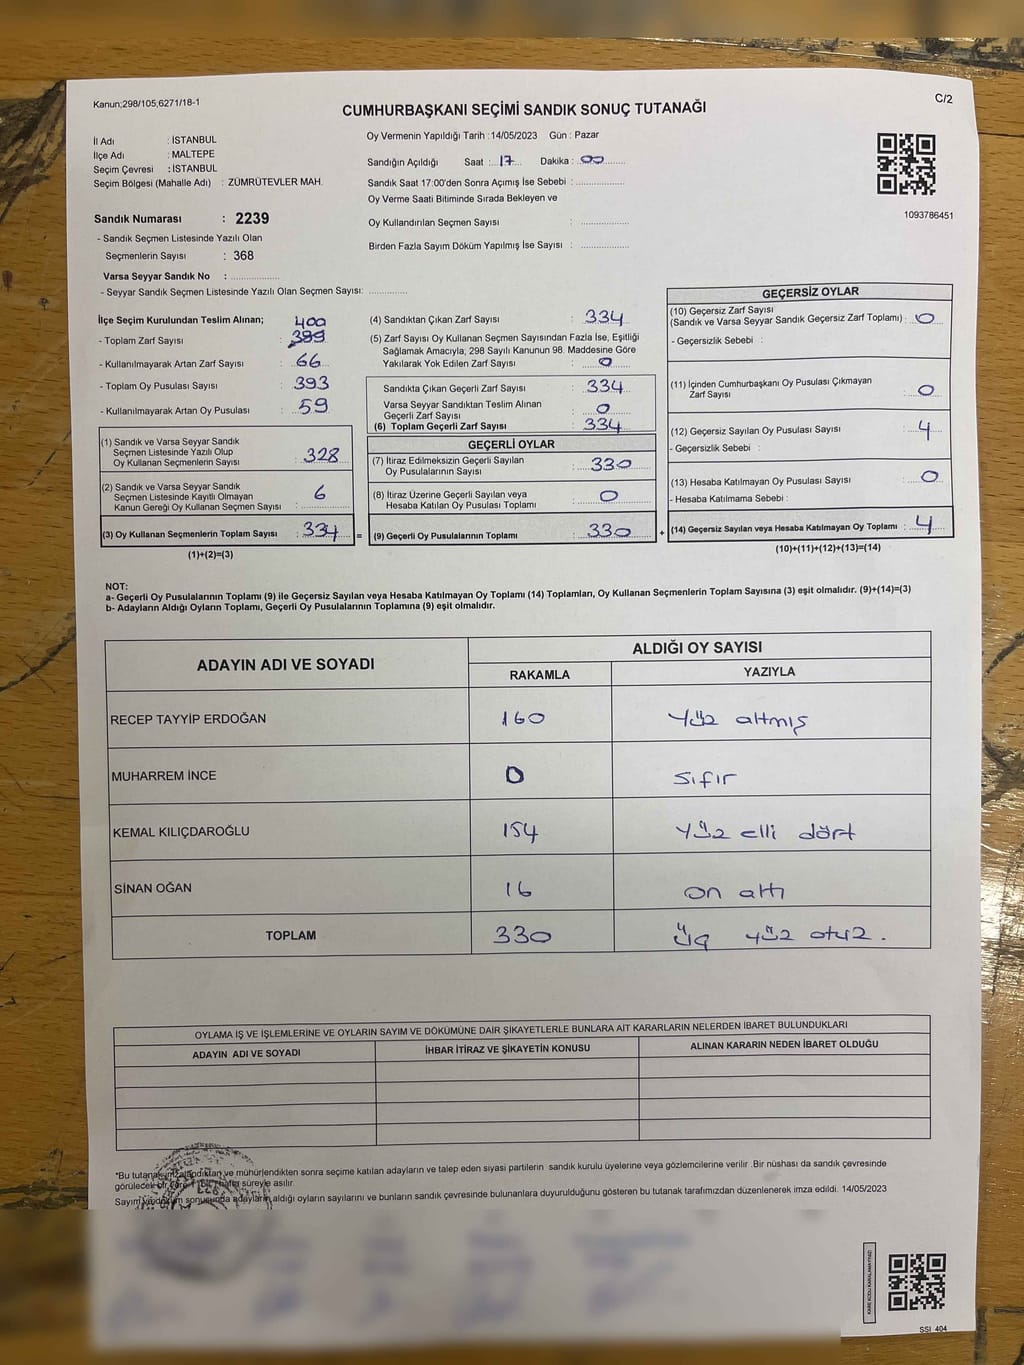 Kanun;298/105,6271/18-1
C/2
CUMHURBAŞKANI SEÇİMİ SANDIK SONUÇ TUTANAĞI
İl Adı : İSTANBUL
İlçe Adı : MALTEPE
Seçim Çevresi : İSTANBUL
Seçim Bölgesi (Mahalle Adı) : ZÜMRÜTEVLER MAH.
Sandık Numarası : 2239
- Sandık Seçmen Listesinde Yazılı Olan
Seçmenlerin Sayısı : 368
Varsa Seyyar Sandık No : ..................
- Seyyar Sandık Seçmen Listesinde Yazılı Olan Seçmen Sayısı: ..............
Oy Vermenin Yapıldığı Tarih :14/05/2023 Gün : Pazar
Sandığın Açıldığı Saat : 17 Dakika : 00
Sandık Saat 17:00'den Sonra Açımış İse Sebebi : ..................
Oy Verme Saati Bitiminde Sırada Bekleyen ve
Oy Kullandırılan Seçmen Sayısı : ..................
Birden Fazla Sayım Döküm Yapılmış İse Sayısı : ..................
1093786451
İlçe Seçim Kurulundan Teslim Alınan;
400
- Toplam Zarf Sayısı : 399
- Kullanılmayarak Artan Zarf Sayısı : 66
- Toplam Oy Pusulası Sayısı : 393
- Kullanılmayarak Artan Oy Pusulası : 59
(1) Sandık ve Varsa Seyyar Sandık
Seçmen Listesinde Yazılı Olup
Oy Kullanan Seçmenlerin Sayısı : 328
(2) Sandık ve Varsa Seyyar Sandık
Seçmen Listesinde Kayıtlı Olmayan
Kanun Gereği Oy Kullanan Seçmen Sayısı : 6
(3) Oy Kullanan Seçmenlerin Toplam Sayısı : 334 =
(1)+(2)=(3)
(4) Sandıktan Çıkan Zarf Sayısı : 334
(5) Zarf Sayısı Oy Kullanan Seçmen Sayısından Fazla İse, Eşitliği
Sağlamak Amacıyla, 298 Sayılı Kanunun 98. Maddesine Göre
Yakılarak Yok Edilen Zarf Sayısı : 0
Sandıkta Çıkan Geçerli Zarf Sayısı : 334
Varsa Seyyar Sandıktan Teslim Alınan
Geçerli Zarf Sayısı : 0
(6) Toplam Geçerli Zarf Sayısı : 334
GEÇERLİ OYLAR
(7) İtiraz Edilmeksizin Geçerli Sayılan
Oy Pusulalarının Sayısı : 330
(8) İtiraz Üzerine Geçerli Sayılan veya
Hesaba Katılan Oy Pusulası Toplamı : 0
(9) Geçerli Oy Pusulalarının Toplamı : 330 +
GEÇERSİZ OYLAR
(10) Geçersiz Zarf Sayısı
(Sandık ve Varsa Seyyar Sandık Geçersiz Zarf Toplamı) : 0
- Geçersizlik Sebebi :
(11) İçinden Cumhurbaşkanı Oy Pusulası Çıkmayan
Zarf Sayısı : 0
(12) Geçersiz Sayılan Oy Pusulası Sayısı : 4
- Geçersizlik Sebebi :
(13) Hesaba Katılmayan Oy Pusulası Sayısı : 0
- Hesaba Katılmama Sebebi :
(14) Geçersiz Sayılan veya Hesaba Katılmayan Oy Toplamı : 4
(10)+(11)+(12)+(13)=(14)
NOT:
a- Geçerli Oy Pusulalarının Toplamı (9) ile Geçersiz Sayılan veya Hesaba Katılmayan Oy Toplamı (14) Toplamları, Oy Kullanan Seçmenlerin Toplam Sayısına (3) eşit olmalıdır. (9)+(14)=(3)
b- Adayların Aldığı Oyların Toplamı, Geçerli Oy Pusulalarının Toplamına (9) eşit olmalıdır.
ADAYIN ADI VE SOYADI ALDIĞI OY SAYISI
RAKAMLA YAZIYLA
RECEP TAYYİP ERDOĞAN 160 yüz altmış
MUHARREM İNCE 0 sıfır
KEMAL KILIÇDAROĞLU 154 yüz elli dört
SİNAN OĞAN 16 on altı
TOPLAM 330 üç yüz otuz.
OYLAMA İŞ VE İŞLEMLERİNE VE OYLARIN SAYIM VE DÖKÜMÜNE DAİR ŞİKAYETLERLE BUNLARA AİT KARARLARIN NELERDEN İBARET BULUNDUKLARI
ADAYIN ADI VE SOYADI İHBAR İTİRAZ VE ŞİKAYETİN KONUSU ALINAN KARARIN NEDEN İBARET OLDUĞU
*Bu ve mühürlendikten sonra seçime katılan adayların ve talep eden siyasi partilerin sandık kurulu üyelerine veya gözlemcilerine verilir .Bir nüshası da sandık çevresinde
görülecek bir süreyle asılır.
Sayım aldığı oyların sayılarını ve bunların sandık çevresinde bulunanlara duyurulduğunu gösteren bu tutanak tarafımızdan düzenlenerek imza edildi. 14/05/2023
SSİ 404